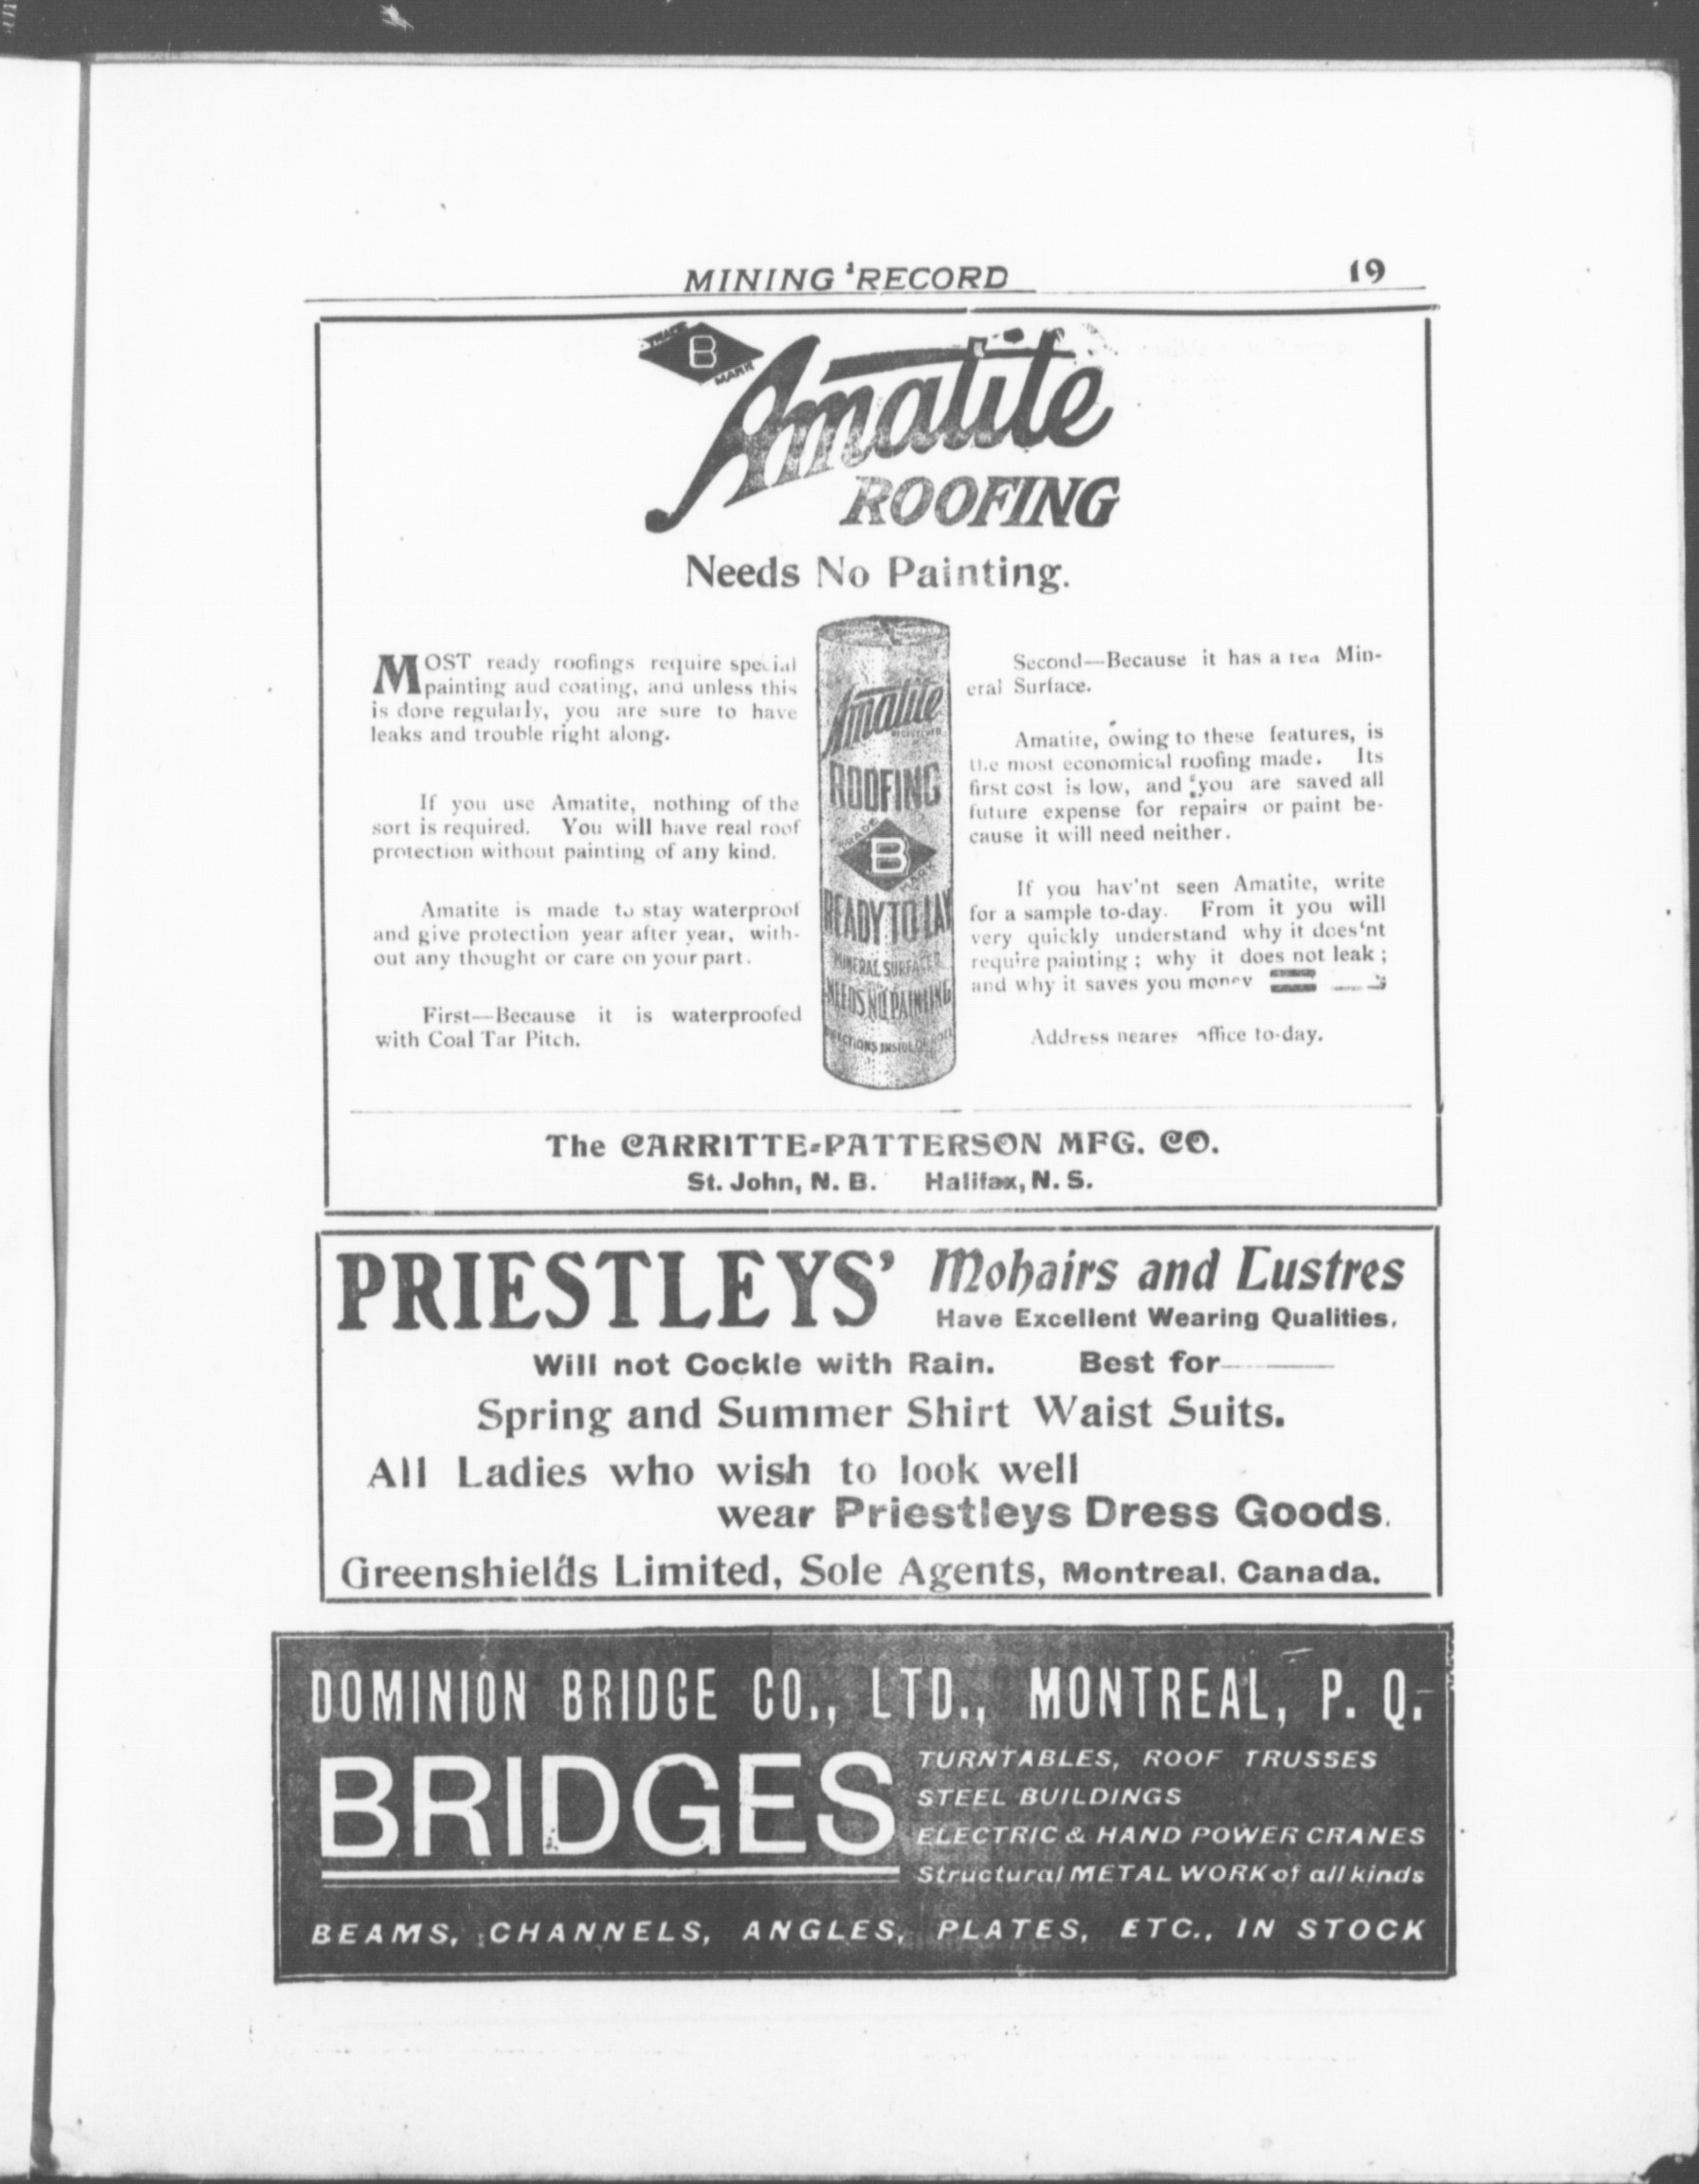 MINING RECORD 19
TRADE B MARK
Amatite
ROOFING
Needs No Painting.
MOST ready roofings require special
painting aud coating, and unless this
is done regularly, you are sure to have
leaks and trouble right along.
If you use Amatite, nothing of the
sort is required. You will have real roof
protection without painting of any kind.
Amatite is made to stay waterproof
and give protection year after year, with-
out any thought or care on your part.
First—Because it is waterproofed
with Coal Tar Pitch.
Amatite
REGISTERED
ROOFING
TRADE B MARK
READY TO LAY
MINERAL SURFACED
NEEDS NO PAINTING
DIRECTIONS INSIDE OF ROLL
Second—Because it has a Min-
eral Surface.
Amatite, owing to these features, is
the most economical roofing made. Its
first cost is low, and you are saved all
future expense for repairs or paint be-
cause it will need neither.
If you hav'nt seen Amatite, write
for a sample to-day. From it you will
very quickly understand why it does'nt
require painting; why it does not leak;
and why it saves you money
Address neares office to-day.
The CARRITTE-PATTERSON MFG. CO.
St. John, N. B. Halifax, N. S.
PRIESTLEYS' Mohairs and Lustres
Have Excellent Wearing Qualities.
Will not Cockle with Rain. Best for—
Spring and Summer Shirt Waist Suits.
All Ladies who wish to look well
wear Priestleys Dress Goods.
Greenshields Limited, Sole Agents, Montreal. Canada.
DOMINION BRIDGE CO., LTD., MONTREAL, P. Q.
BRIDGES
TURNTABLES, ROOF TRUSSES
STEEL BUILDINGS
ELECTRIC & HAND POWER CRANES
Structural METAL WORK of all kinds
BEAMS, CHANNELS, ANGLES, PLATES, ETC., IN STOCK